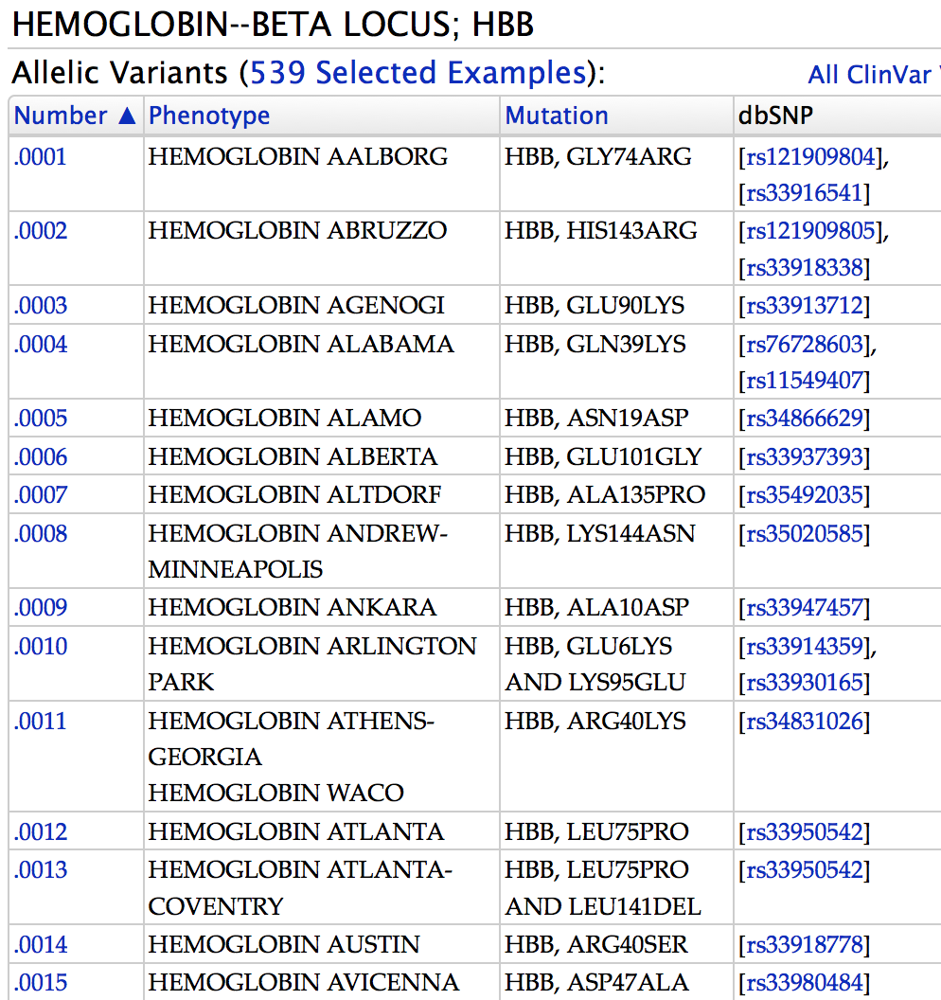 HEMOGLOBIN--BETA LOCUS; HBB
Allelic Variants (539 Selected Examples): All ClinVar
Number ▲ Phenotype Mutation dbSNP
.0001 HEMOGLOBIN AALBORG HBB, GLY74ARG [rs121909804],
[rs33916541]
.0002 HEMOGLOBIN ABRUZZO HBB, HIS143ARG [rs121909805],
[rs33918338]
.0003 HEMOGLOBIN AGENOGI HBB, GLU90LYS [rs33913712]
.0004 HEMOGLOBIN ALABAMA HBB, GLN39LYS [rs76728603],
[rs11549407]
.0005 HEMOGLOBIN ALAMO HBB, ASN19ASP [rs34866629]
.0006 HEMOGLOBIN ALBERTA HBB, GLU101GLY [rs33937393]
.0007 HEMOGLOBIN ALTDORF HBB, ALA135PRO [rs35492035]
.0008 HEMOGLOBIN ANDREW- HBB, LYS144ASN [rs35020585]
MINNEAPOLIS
.0009 HEMOGLOBIN ANKARA HBB, ALA10ASP [rs33947457]
.0010 HEMOGLOBIN ARLINGTON HBB, GLU6LYS [rs33914359],
PARK AND LYS95GLU [rs33930165]
.0011 HEMOGLOBIN ATHENS- HBB, ARG40LYS [rs34831026]
GEORGIA
HEMOGLOBIN WACO
.0012 HEMOGLOBIN ATLANTA HBB, LEU75PRO [rs33950542]
.0013 HEMOGLOBIN ATLANTA- HBB, LEU75PRO [rs33950542]
COVENTRY AND LEU141DEL
.0014 HEMOGLOBIN AUSTIN HBB, ARG40SER [rs33918778]
.0015 HEMOGLOBIN AVICENNA HBB, ASP47ALA [rs33980484]